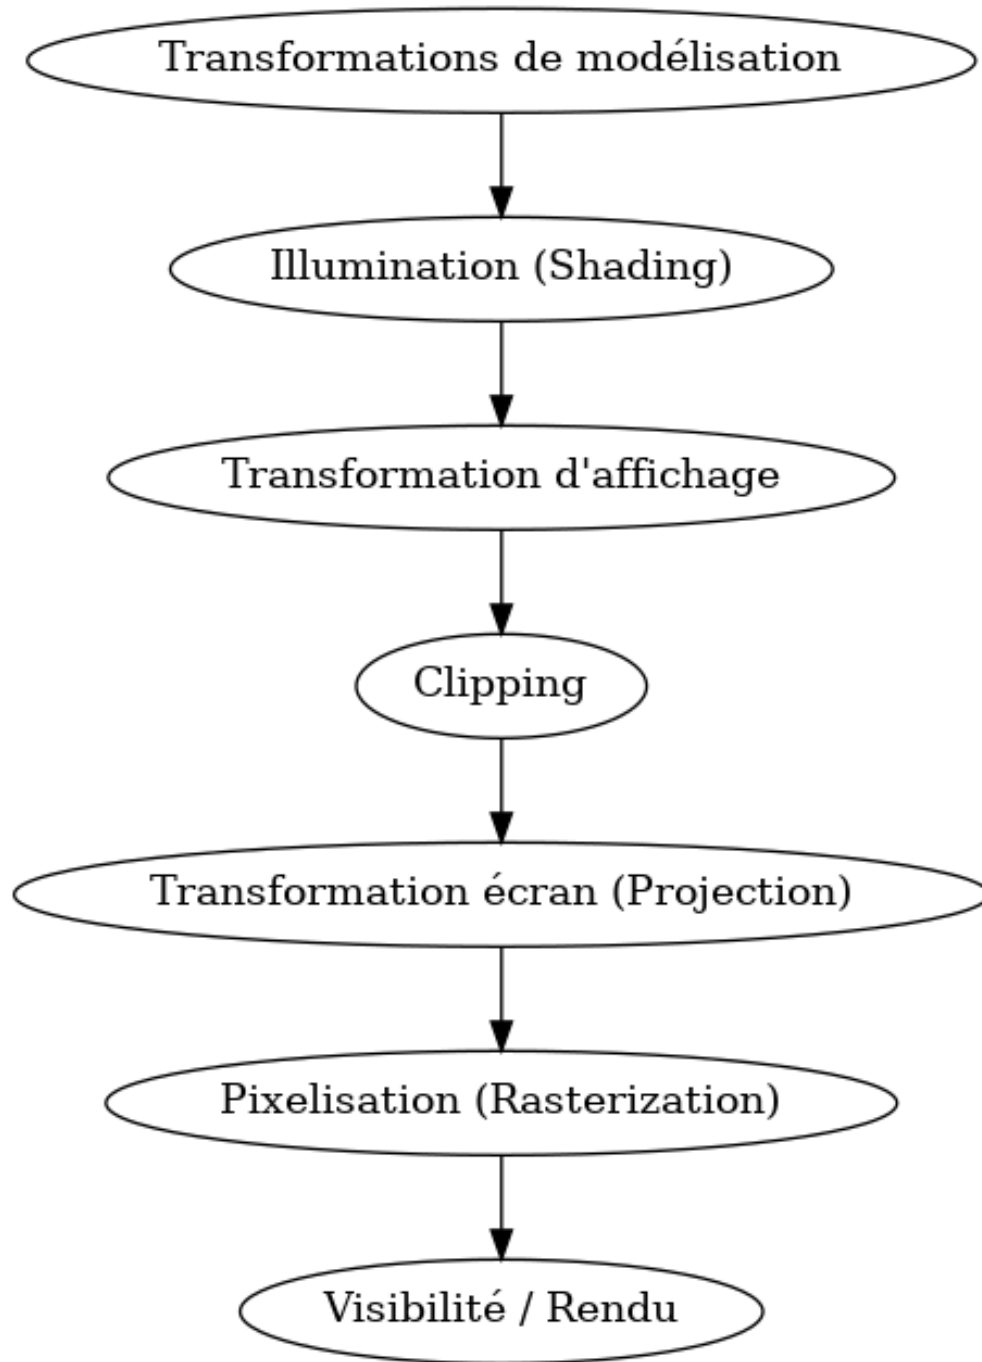 Transformations de modélisation
Illumination (Shading)
Transformation d'affichage
Clipping
Transformation écran (Projection)
Pixelisation (Rasterization)
Visibilité / Rendu